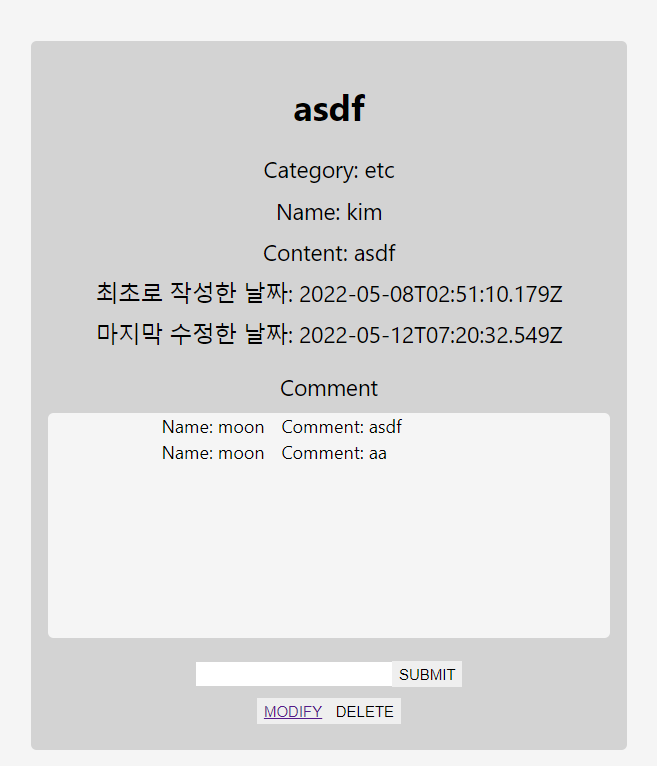 asdf
Category: etc
Name: kim
Content: asdf
최초로 작성한 날짜: 2022-05-08T02:51:10.179Z
마지막 수정한 날짜: 2022-05-12T07:20:32.549Z
Comment
Name: moon Comment: asdf
Name: moon Comment: aa
SUBMIT
MODIFY DELETE